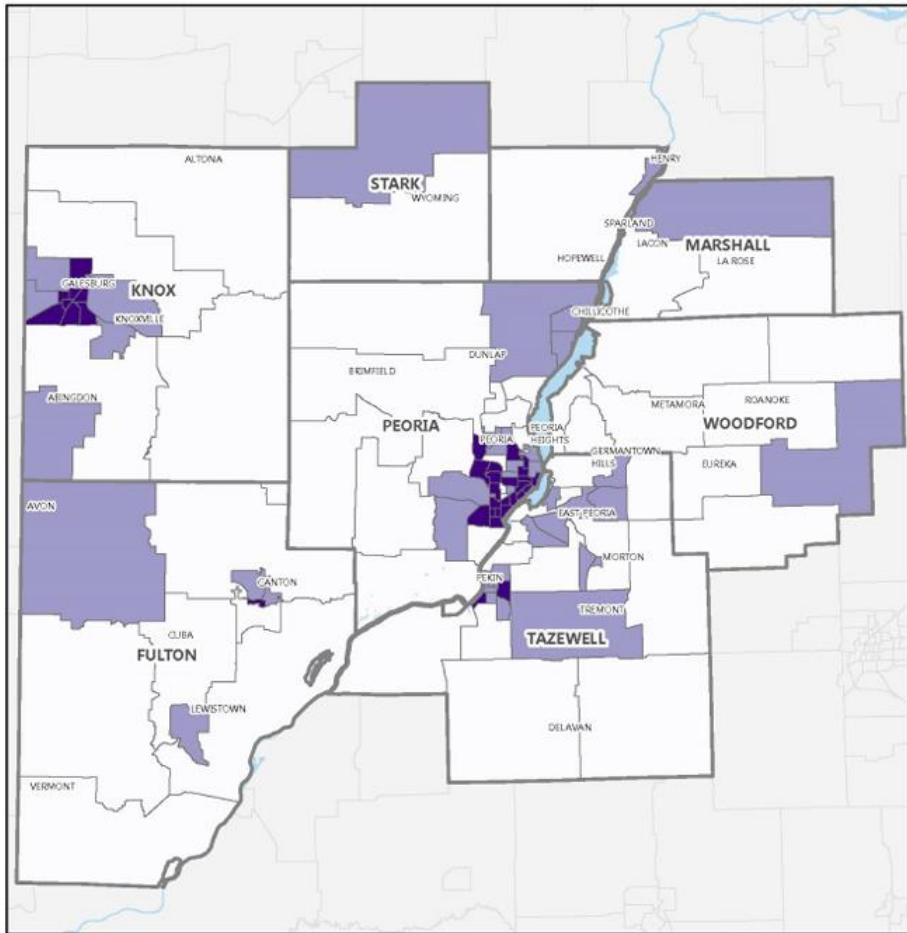 ALTONA
HENRY
STARK
WYOMING
SPARLAND
LACON
MARSHALL
LA ROSE
HOPEWELL
GALESBURG
KNOX
KNOXVILLE
CHILLICOTHE
DUNLAP
BRIMFIELD
ABINGDON
METAMORA
ROANOKE
PEORIA
PEORIA
PEORIA
HEIGHTS
WOODFORD
GERMANTOWN
HILLS
EUREKA
AVON
EAST PEORIA
MORTON
CANTON
PEKIN
TREMONT
CUBA
TAZEWELL
FULTON
LEWISTOWN
DELAVAN
VERMONT